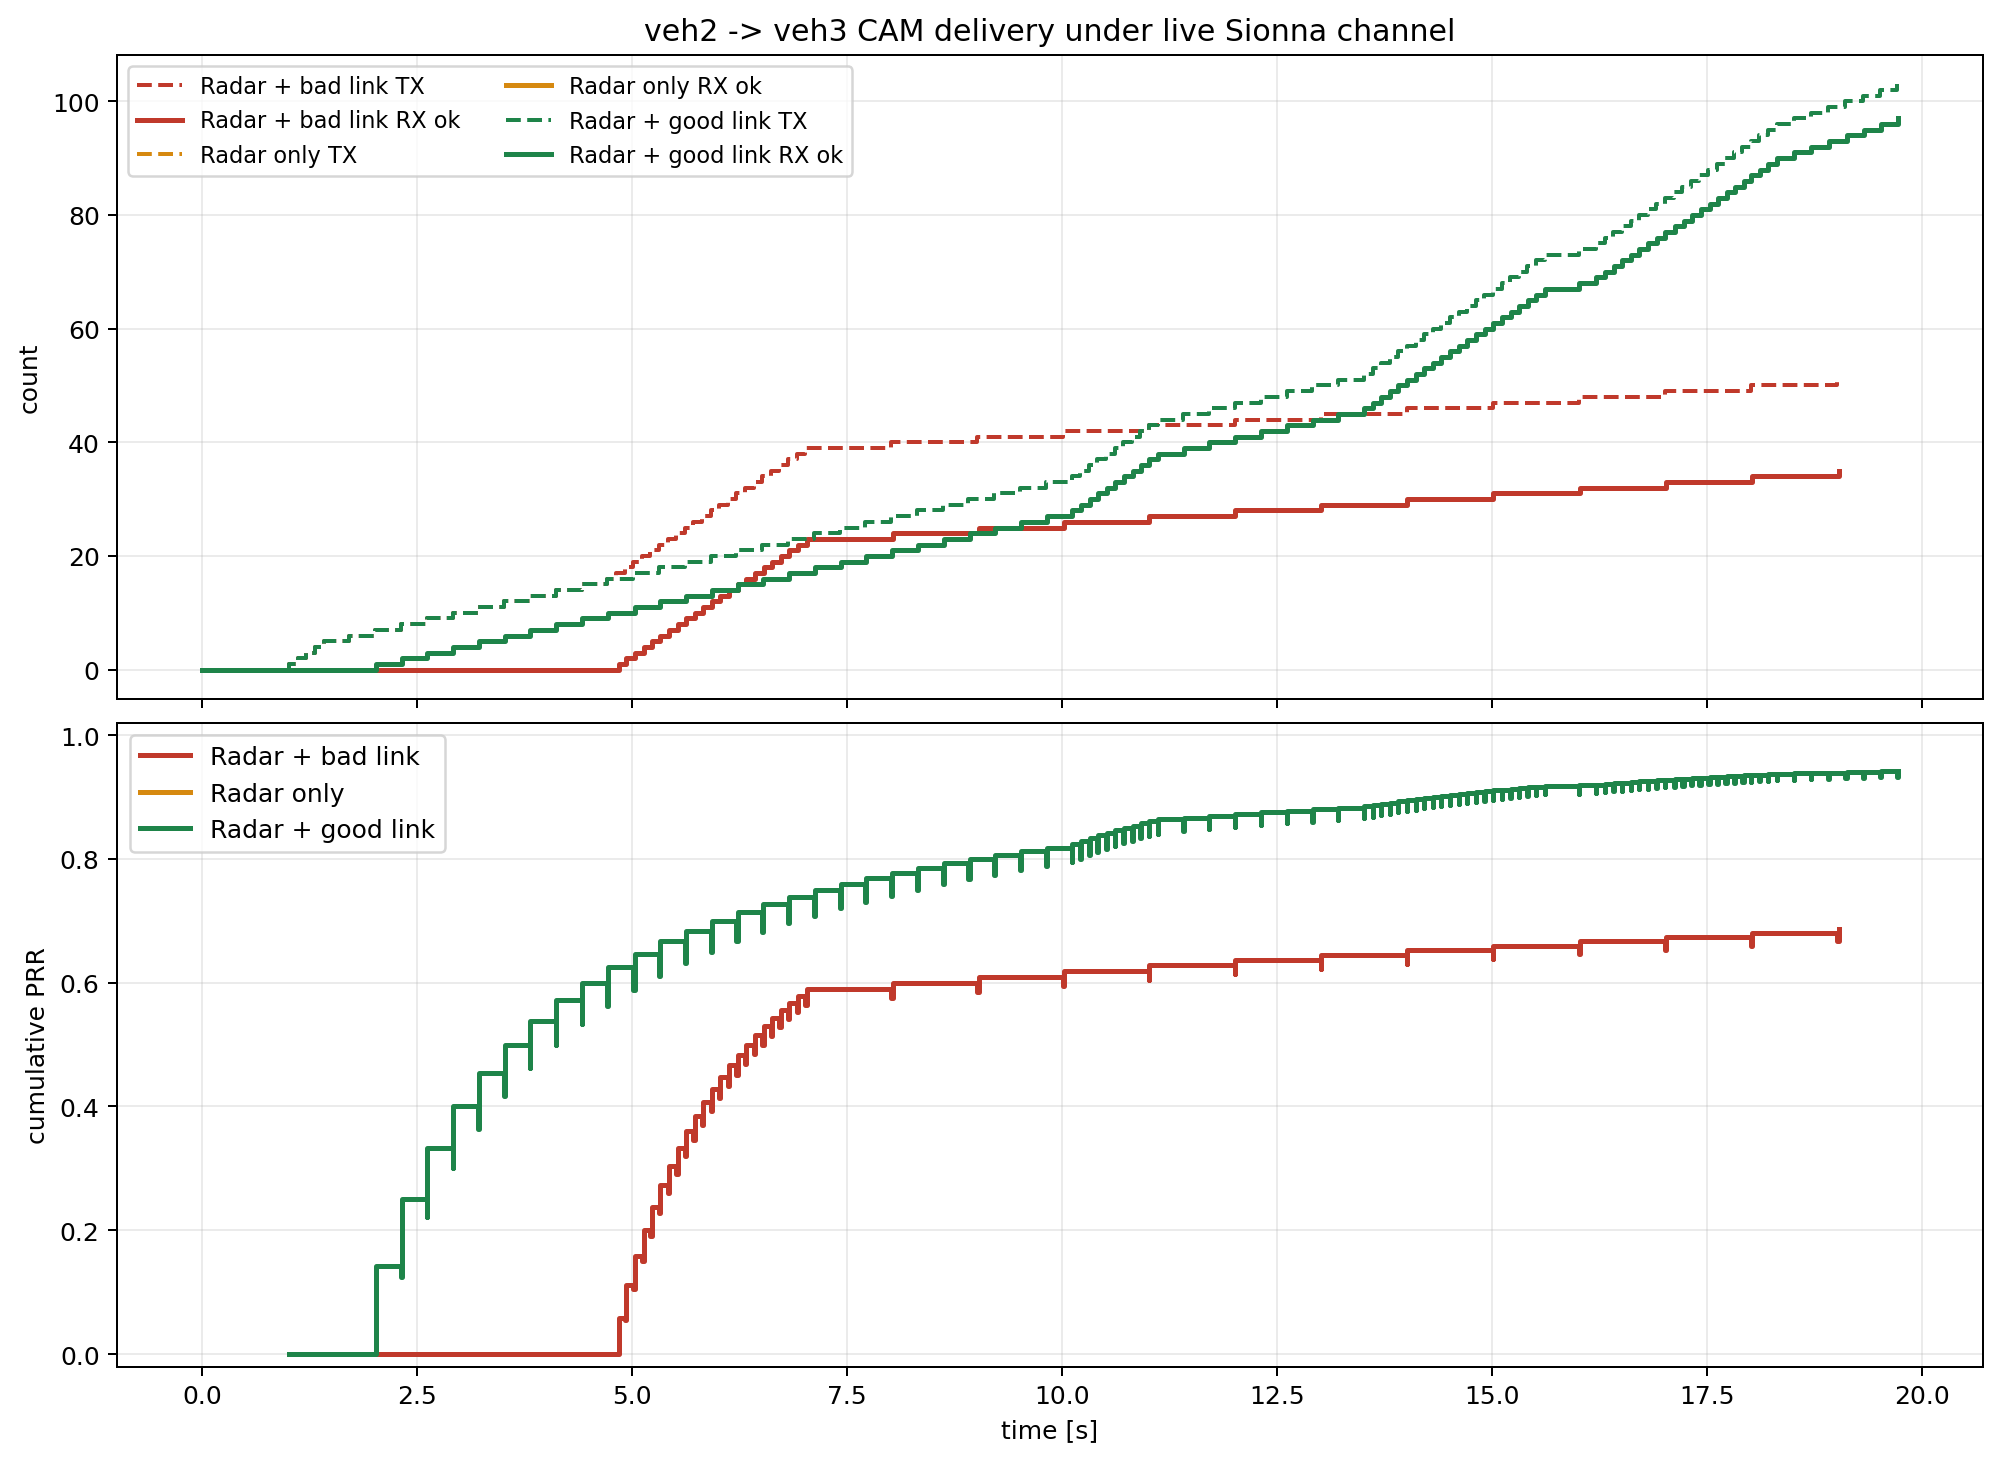 veh2 -> veh3 CAM delivery under live Sionna channel
Radar + bad link TX
Radar + bad link RX ok
Radar only TX
Radar only RX ok
Radar + good link TX
Radar + good link RX ok
100
80
60
40
20
0
count
Radar + bad link
Radar only
Radar + good link
1.0
0.8
0.6
0.4
0.2
0.0
cumulative PRR
0.0 2.5 5.0 7.5 10.0 12.5 15.0 17.5 20.0
time [s]